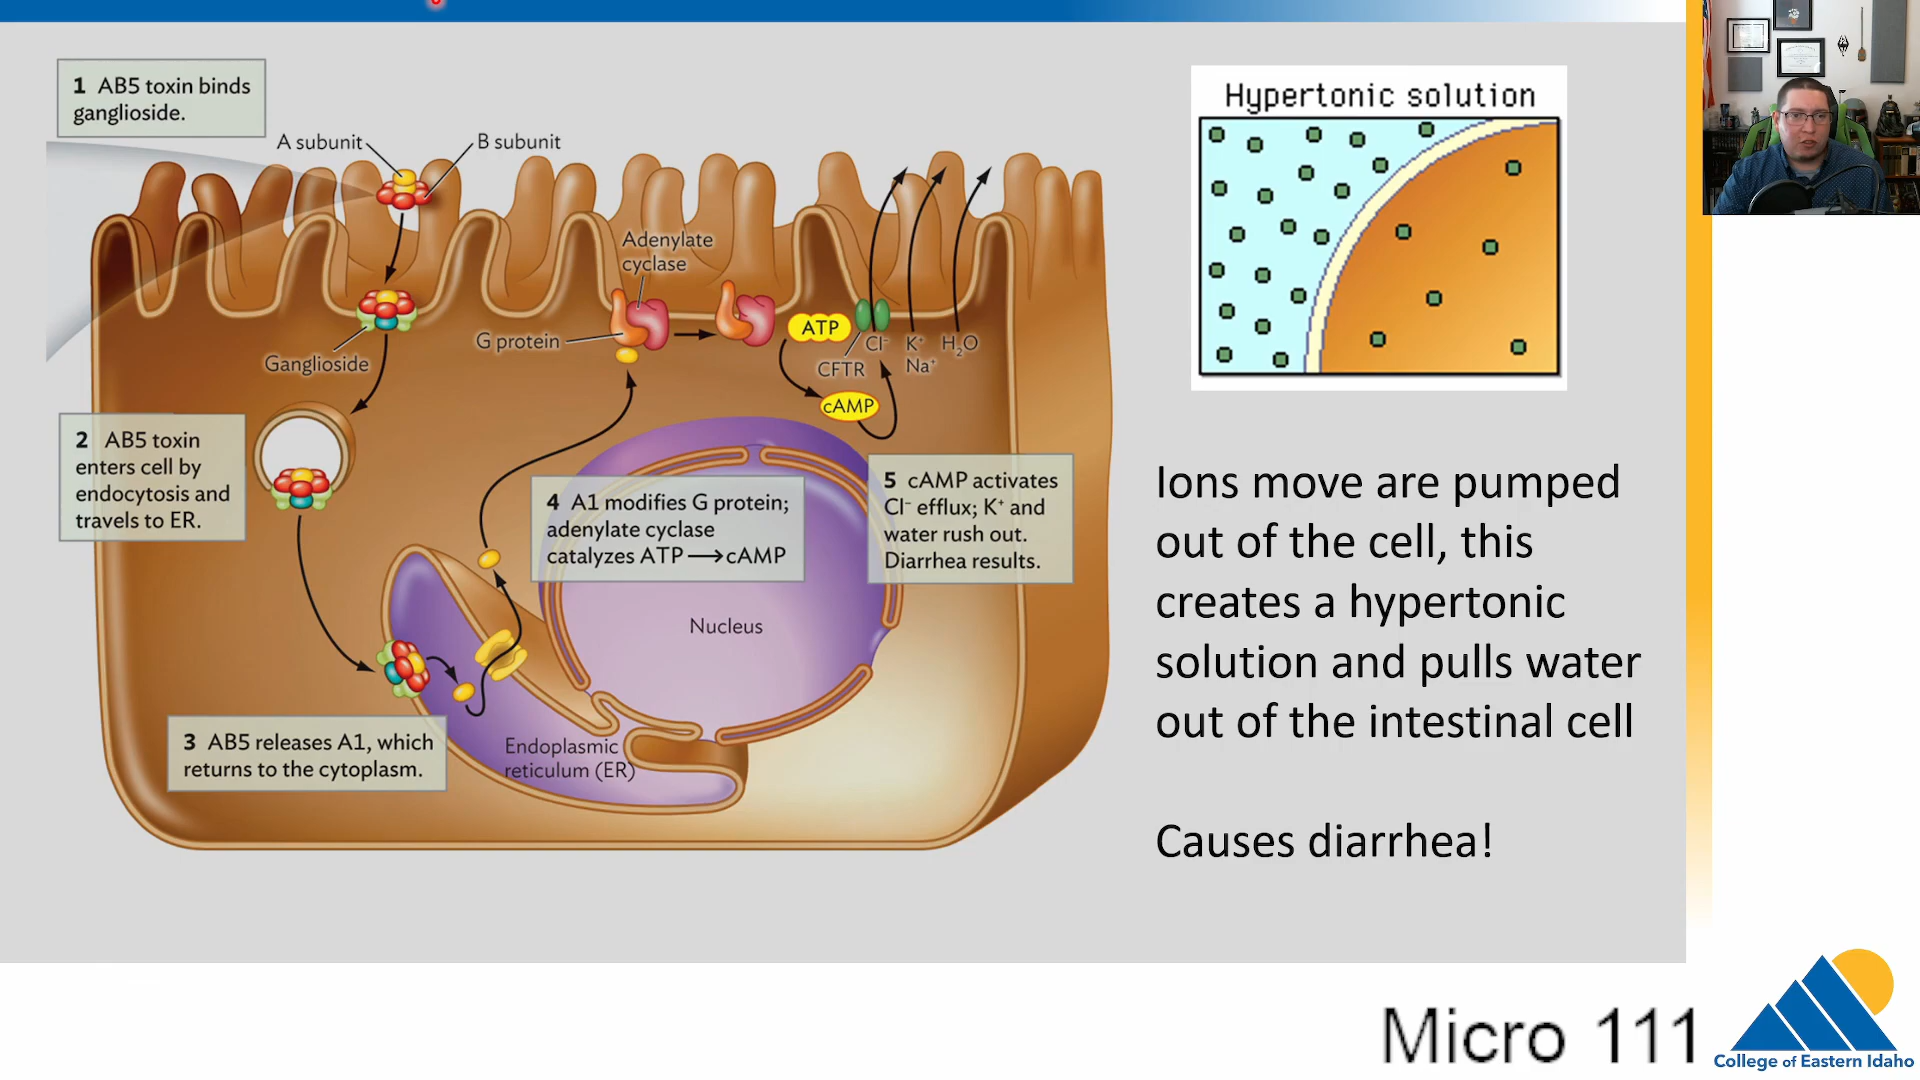 1 AB5 toxin binds
ganglioside.
A subunit
B subunit
Adenylate
cyclase
G protein
Ganglioside
ATP
Cl⁻ K⁺ H₂O
CFTR Na⁺
cAMP
2 AB5 toxin
enters cell by
endocytosis and
travels to ER.
4 A1 modifies G protein;
adenylate cyclase
catalyzes ATP ⟶ cAMP
5 cAMP activates
Cl⁻ efflux; K⁺ and
water rush out.
Diarrhea results.
Nucleus
3 AB5 releases A1, which
returns to the cytoplasm.
Endoplasmic
reticulum (ER)
Hypertonic solution
Ions move are pumped
out of the cell, this
creates a hypertonic
solution and pulls water
out of the intestinal cell
Causes diarrhea!
Micro 111
College of Eastern Idaho